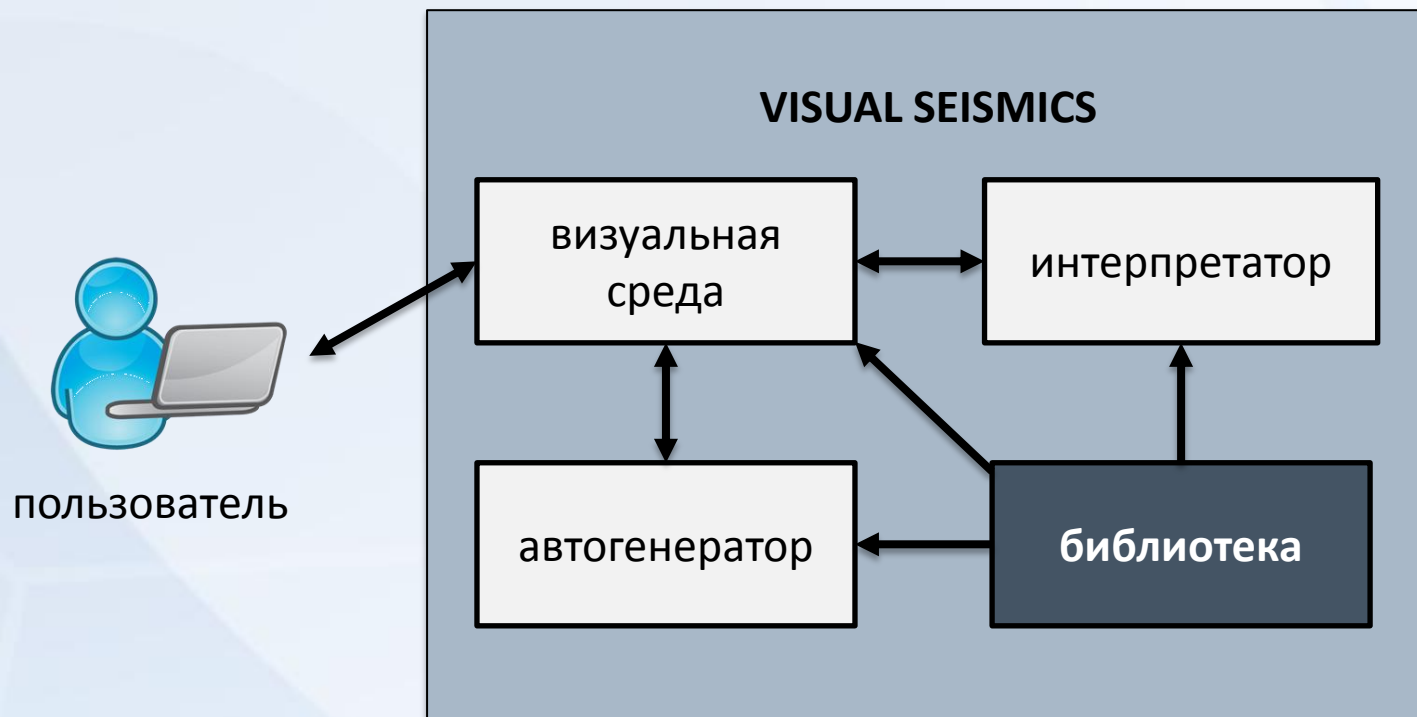 VISUAL SEISMICS
визуальная
среда
интерпретатор
пользователь
автогенератор
библиотека